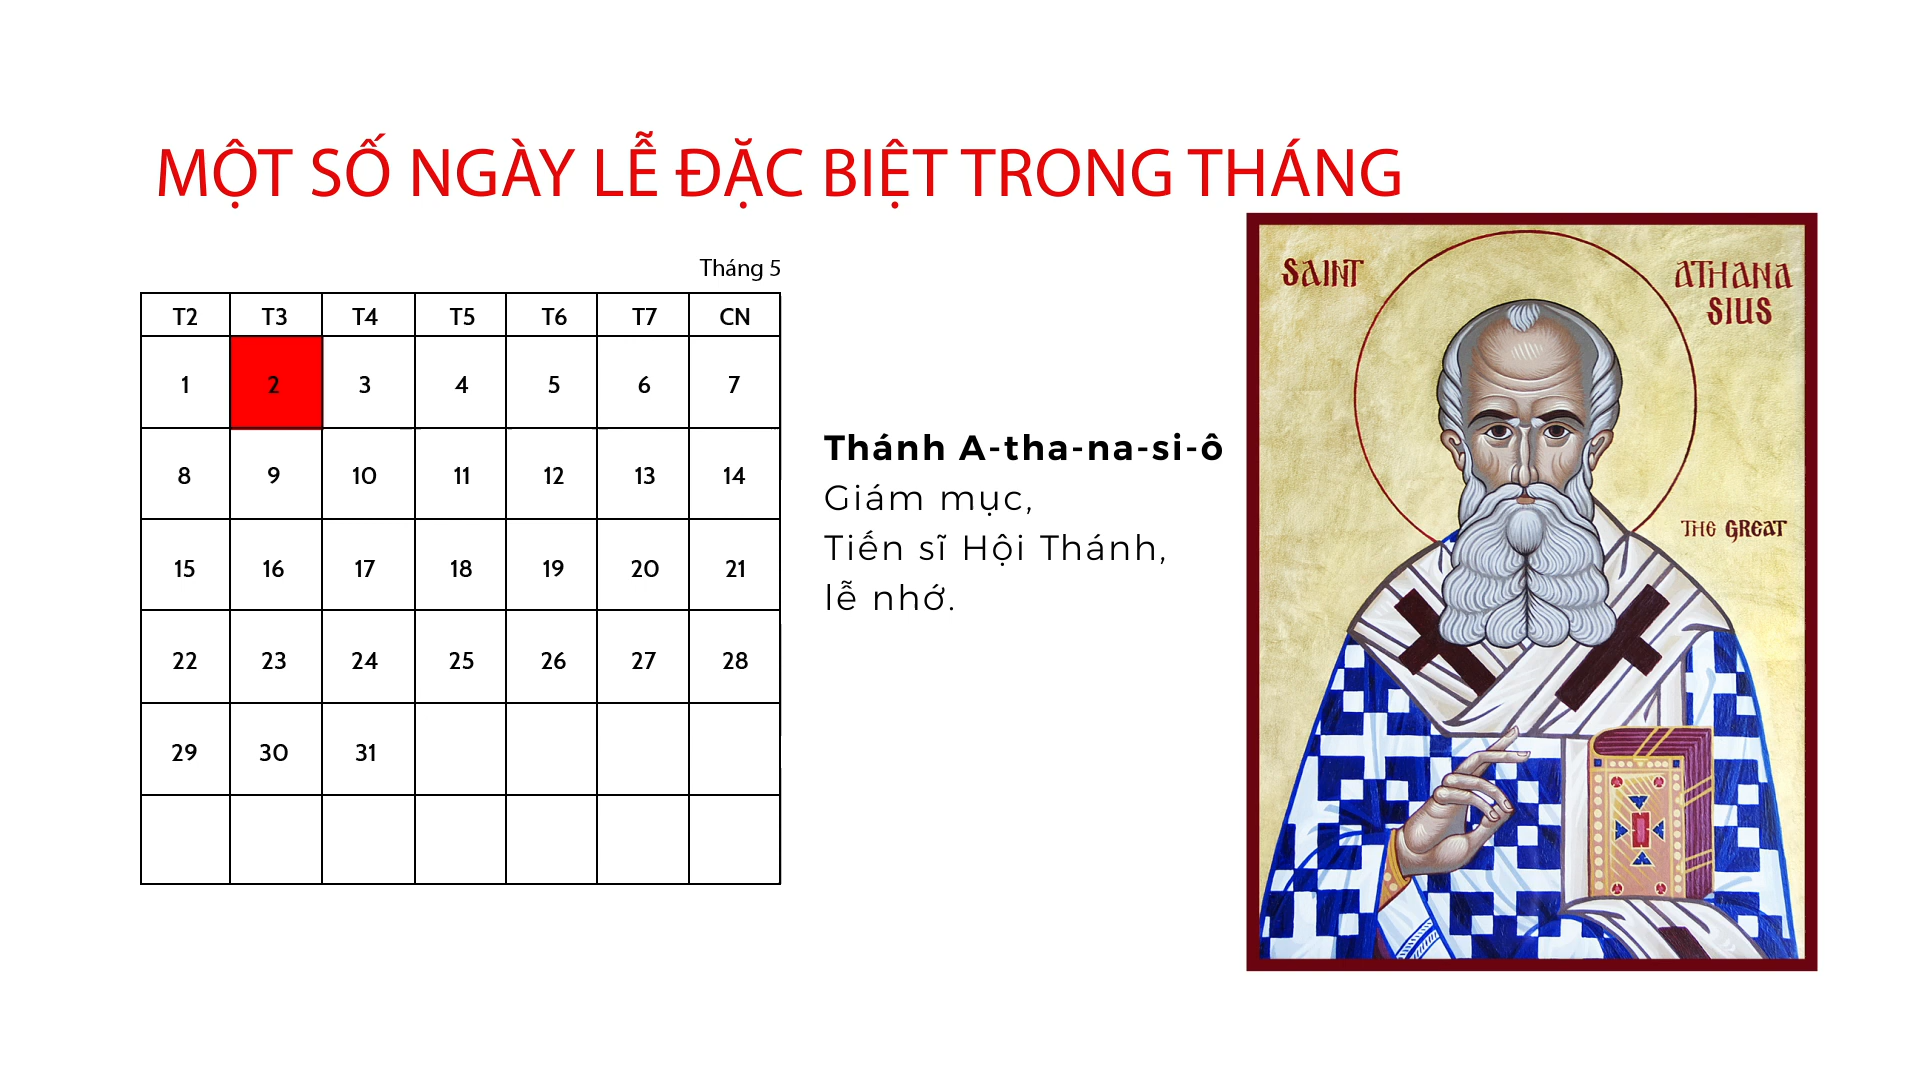 MỘT SỐ NGÀY LỄ ĐẶC BIỆT TRONG THÁNG
Tháng 5
T2 T3 T4 T5 T6 T7 CN
1 2 3 4 5 6 7
8 9 10 11 12 13 14
15 16 17 18 19 20 21
22 23 24 25 26 27 28
29 30 31
Thánh A-tha-na-si-ô
Giám mục,
Tiến sĩ Hội Thánh,
lễ nhớ.
SAINT
ATHANA
SIUS
THE GREAT